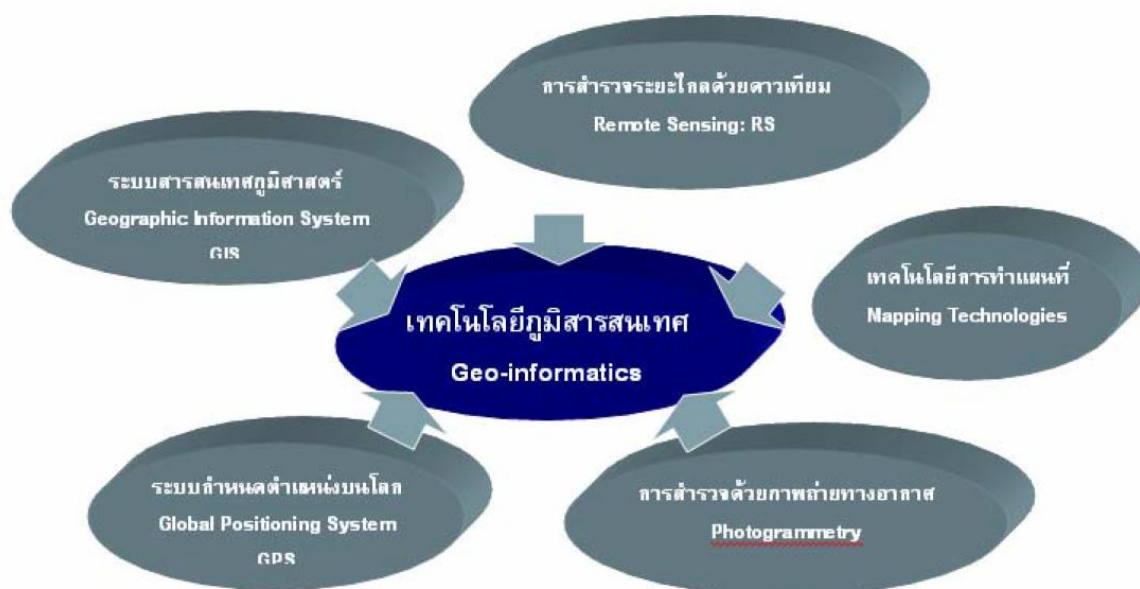 การสำรวจระยะไกลด้วยดาวเทียม
Remote Sensing: RS
ระบบสารสนเทศภูมิศาสตร์
Geographic Information System
GIS
เทคโนโลยีการทำแผนที่
Mapping Technologies
เทคโนโลยีภูมิสารสนเทศ
Geo-informatics
ระบบกำหนดตำแหน่งบนโลก
Global Positioning System
GPS
การสำรวจด้วยภาพถ่ายทางอากาศ
Photogrammetry